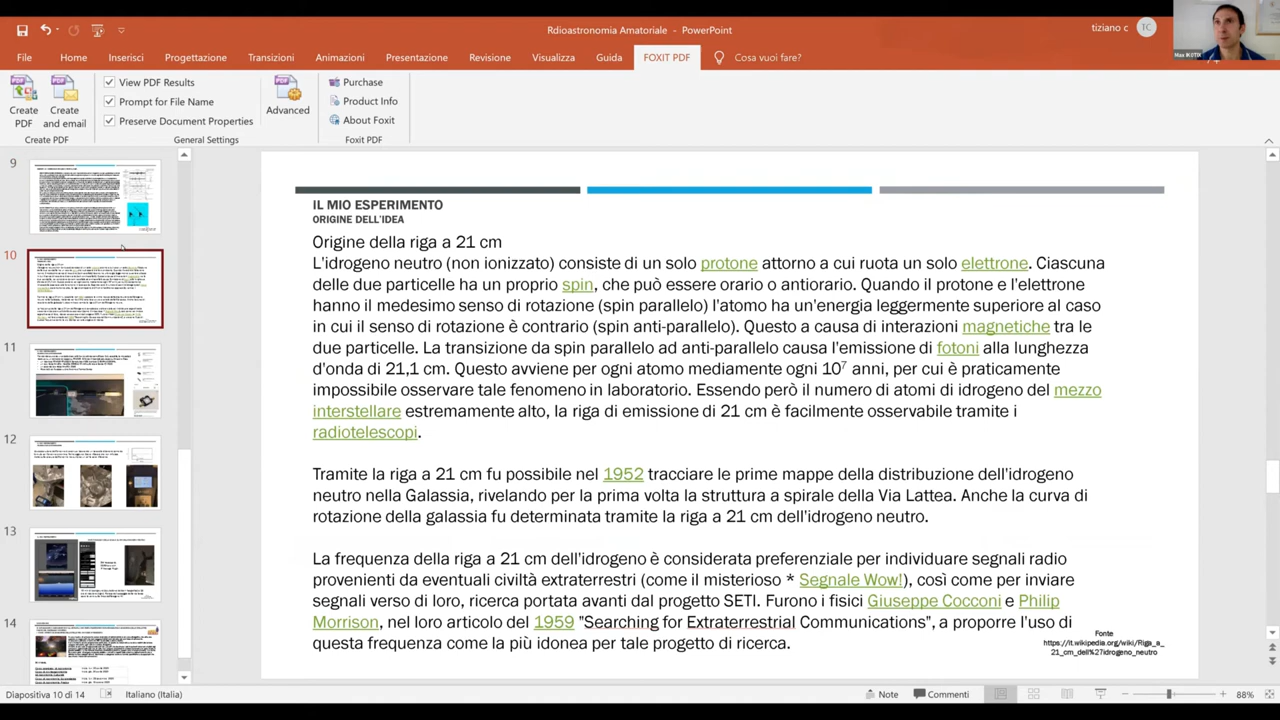 Rdioastronomia Amatoriale - PowerPoint
tiziano c
TC
Max IK0TIX
File Home Inserisci Progettazione Transizioni Animazioni Presentazione Revisione Visualizza Guida FOXIT PDF Cosa vuoi fare?
Create PDF
Create and email
Create PDF
View PDF Results
Prompt for File Name
Preserve Document Properties
General Settings
Advanced
Purchase
Product Info
About Foxit
Foxit PDF
9
10
11
12
13
14
IL MIO ESPERIMENTO
ORIGINE DELL'IDEA
Origine della riga a 21 cm
L'idrogeno neutro (non ionizzato) consiste di un solo protone attorno a cui ruota un solo elettrone. Ciascuna
delle due particelle ha un proprio spin, che può essere orario o antiorario. Quando il protone e l'elettrone
hanno il medesimo senso di rotazione (spin parallelo) l'atomo ha un'energia leggermente superiore al caso
in cui il senso di rotazione è contrario (spin anti-parallelo). Questo a causa di interazioni magnetiche tra le
due particelle. La transizione da spin parallelo ad anti-parallelo causa l'emissione di fotoni alla lunghezza
d'onda di 21,1 cm. Questo avviene per ogni atomo mediamente ogni 10⁷ anni, per cui è praticamente
impossibile osservare tale fenomeno in laboratorio. Essendo però il numero di atomi di idrogeno del mezzo
interstellare estremamente alto, la riga di emissione di 21 cm è facilmente osservabile tramite i
radiotelescopi.
Tramite la riga a 21 cm fu possibile nel 1952 tracciare le prime mappe della distribuzione dell'idrogeno
neutro nella Galassia, rivelando per la prima volta la struttura a spirale della Via Lattea. Anche la curva di
rotazione della galassia fu determinata tramite la riga a 21 cm dell'idrogeno neutro.
La frequenza della riga a 21 cm dell'idrogeno è considerata preferenziale per individuare segnali radio
provenienti da eventuali civiltà extraterrestri (come il misterioso * Segnale Wow!), così come per inviare
segnali verso di loro, ricerca portata avanti dal progetto SETI. Furono i fisici Giuseppe Cocconi e Philip
Morrison, nel loro articolo del 1959 "Searching for Extraterrestrial Communications", a proporre l'uso di
questa frequenza come la più idonea per tale progetto di ricerca.
Fonte
https://it.wikipedia.org/wiki/Riga_a_
21_cm_dell%27idrogeno_neutro
Diapositiva 10 di 14 Italiano (Italia) Note Commenti 88%